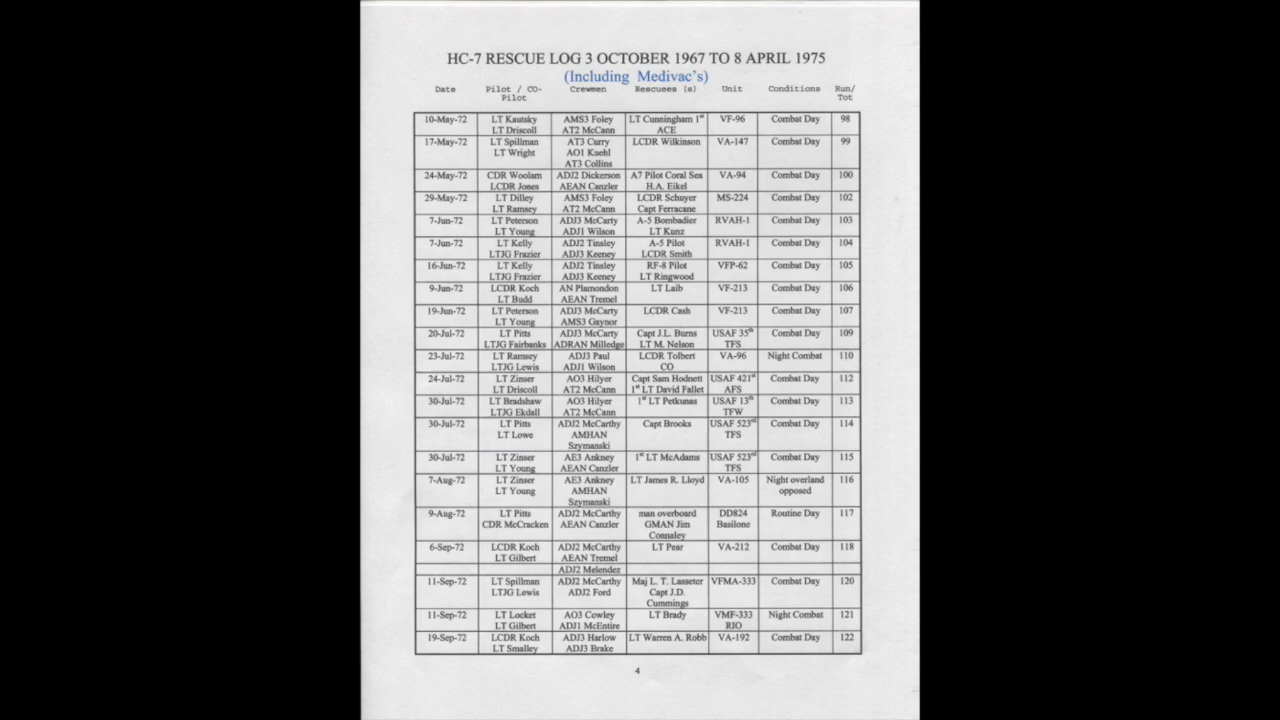 HC-7 RESCUE LOG 3 OCTOBER 1967 TO 8 APRIL 1975
(Including Medivac's)
Date Pilot / CO- Crewmen Rescuees (s) Unit Conditions Run/
Pilot Tot
10-May-72 LT Kautsky AMS3 Foley LT Cunningham 1st VF-96 Combat Day 98
LT Driscoll AT2 McCann ACE
17-May-72 LT Spillman AT3 Curry LCDR Wilkinson VA-147 Combat Day 99
LT Wright AO1 Kuehl
AT3 Collins
24-May-72 CDR Woolam ADJ2 Dickerson A7 Pilot Coral Sea VA-94 Combat Day 100
LCDR Jones AEAN Canzler H.A. Eikel
29-May-72 LT Dilley AMS3 Foley LCDR Schuyer MS-224 Combat Day 102
LT Ramsey AT2 McCann Capt Ferracane
7-Jun-72 LT Peterson ADJ3 McCarty A-5 Bombadier RVAH-1 Combat Day 103
LT Young ADJ1 Wilson LT Kunz
7-Jun-72 LT Kelly ADJ2 Tinsley A-5 Pilot RVAH-1 Combat Day 104
LTJG Frazier ADJ3 Keeney LCDR Smith
16-Jun-72 LT Kelly ADJ2 Tinsley RF-8 Pilot VFP-62 Combat Day 105
LTJG Frazier ADJ3 Keeney LT Ringwood
9-Jun-72 LCDR Koch AN Plamondon LT Laib VF-213 Combat Day 106
LT Budd AEAN Tremel
19-Jun-72 LT Peterson ADJ3 McCarty LCDR Cash VF-213 Combat Day 107
LT Young AMS3 Gaynor
20-Jul-72 LT Pitts ADJ3 McCarty Capt J.L. Burns USAF 35th Combat Day 109
LTJG Fairbanks ADRAN Milledge LT M. Nelson TFS
23-Jul-72 LT Ramsey ADJ3 Paul LCDR Tolbert VA-96 Night Combat 110
LTJG Lewis ADJ1 Wilson CO
24-Jul-72 LT Zinser AO3 Hilyer Capt Sam Hodnett USAF 421st Combat Day 112
LT Driscoll AT2 McCann 1st LT David Fallet AFS
30-Jul-72 LT Bradshaw AO3 Hilyer 1st LT Petkunas USAF 13th Combat Day 113
LTJG Ekdall AT2 McCann TFW
30-Jul-72 LT Pitts ADJ2 McCarthy Capt Brooks USAF 523rd Combat Day 114
LT Lowe AMHAN TFS
Szymanski
30-Jul-72 LT Zinser AE3 Ankney 1st LT McAdams USAF 523rd Combat Day 115
LT Young AEAN Canzler TFS
7-Aug-72 LT Zinser AE3 Ankney LT James R. Lloyd VA-105 Night overland 116
LT Young AMHAN opposed
Szymanski
9-Aug-72 LT Pitts ADJ2 McCarthy man overboard DD824 Routine Day 117
CDR McCracken AEAN Canzler GMAN Jim Basilone
Connaley
6-Sep-72 LCDR Koch ADJ2 McCarthy LT Pear VA-212 Combat Day 118
LT Gilbert AEAN Tremel
ADJ2 Melendez
11-Sep-72 LT Spillman ADJ2 McCarthy Maj L. T. Lasseter VFMA-333 Combat Day 120
LTJG Lewis ADJ2 Ford Capt J.D.
Cummings
11-Sep-72 LT Locket AO3 Cowley LT Brady VMF-333 Night Combat 121
LT Gilbert ADJ1 McEntire RIO
19-Sep-72 LCDR Koch ADJ3 Harlow LT Warren A. Robb VA-192 Combat Day 122
LT Smalley ADJ3 Brake
4